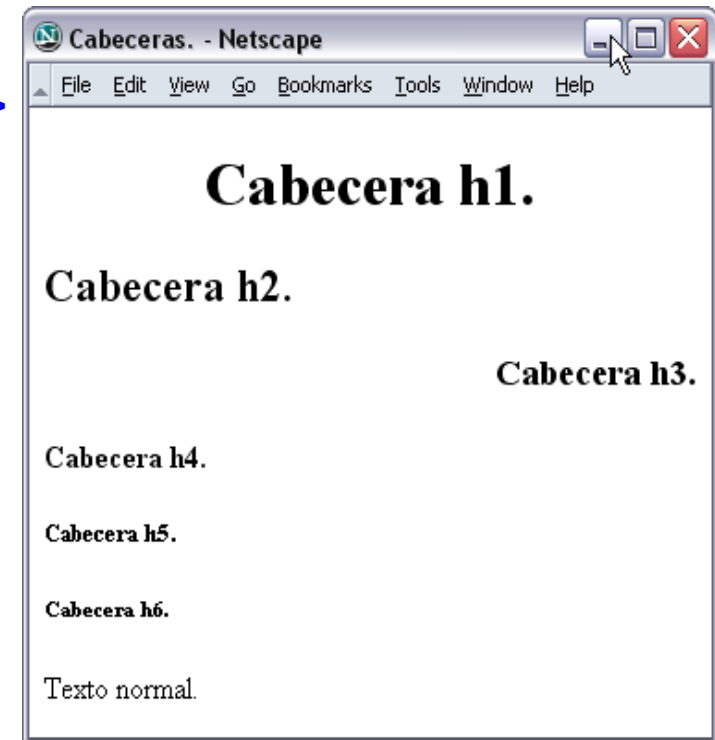 Cabeceras. - Netscape
File Edit View Go Bookmarks Tools Window Help
Cabecera h1.
Cabecera h2.
Cabecera h3.
Cabecera h4.
Cabecera h5.
Cabecera h6.
Texto normal.